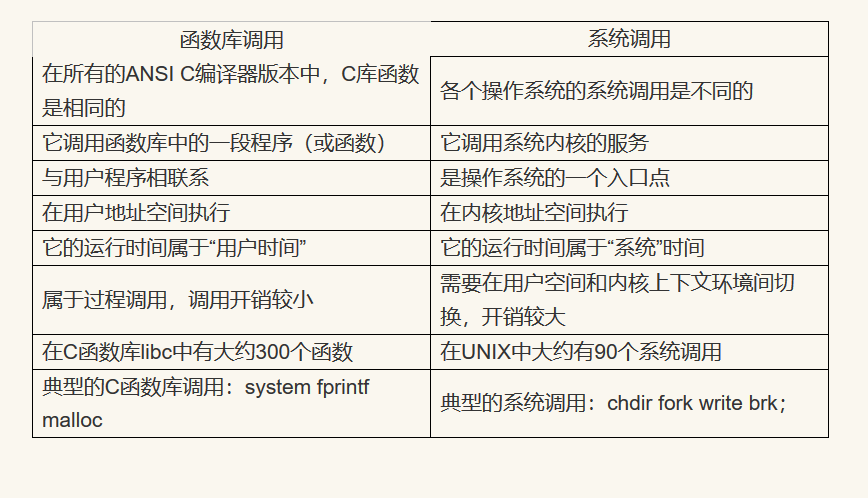 函数库调用
系统调用
在所有的ANSI C编译器版本中，C库函数
是相同的
各个操作系统的系统调用是不同的
它调用函数库中的一段程序（或函数）
它调用系统内核的服务
与用户程序相联系
是操作系统的一个入口点
在用户地址空间执行
在内核地址空间执行
它的运行时间属于“用户时间”
它的运行时间属于“系统”时间
属于过程调用，调用开销较小
需要在用户空间和内核上下文环境间切
换，开销较大
在C函数库libc中有大约300个函数
在UNIX中大约有90个系统调用
典型的C函数库调用：system fprintf
malloc
典型的系统调用：chdir fork write brk；